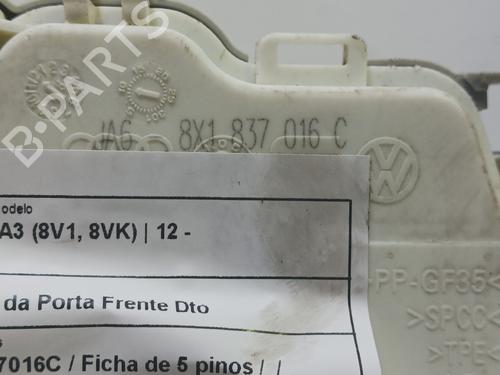 B-PARTS
JAG 8X1 837 016 C
odelo
A3 (8V1, 8VK) | 12 -
da Porta Frente Dto
s
7016C / Ficha de 5 pinos / /
>PP-GF35<
>SPCC<
>TPE